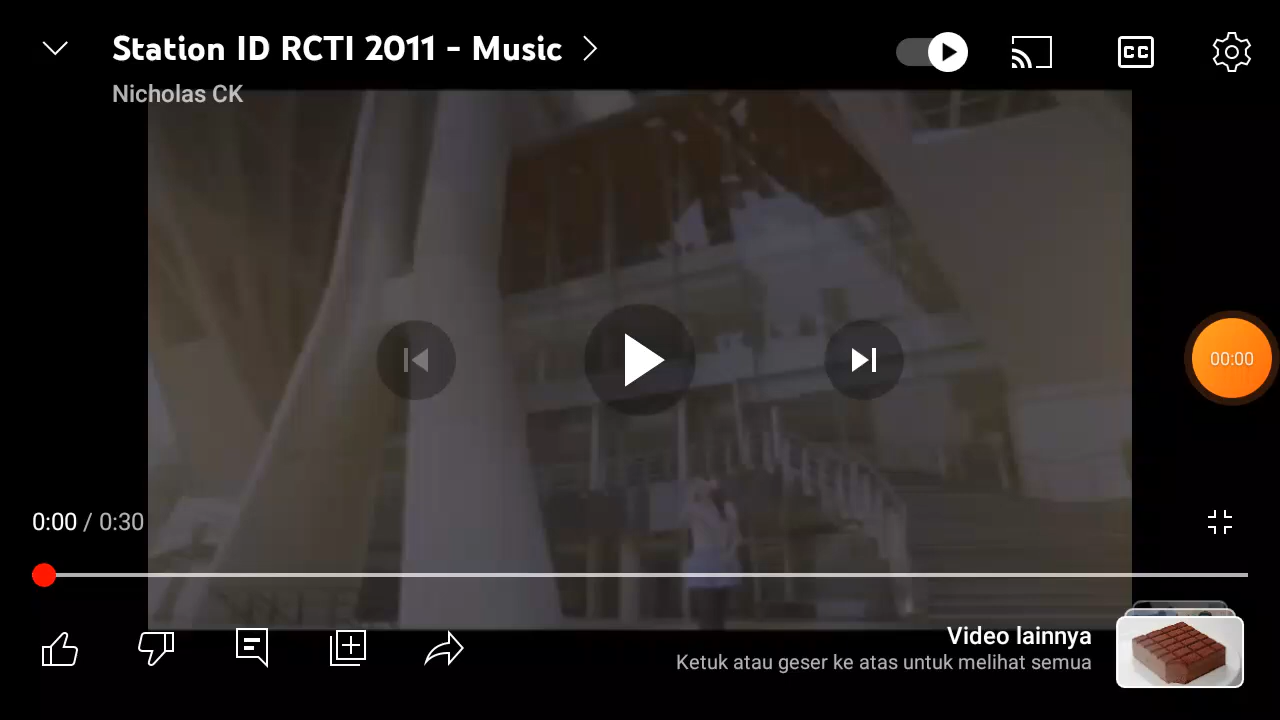 Station ID RCTI 2011 - Music
Nicholas CK
CC
00:00
0:00 / 0:30
Video lainnya
Ketuk atau geser ke atas untuk melihat semua